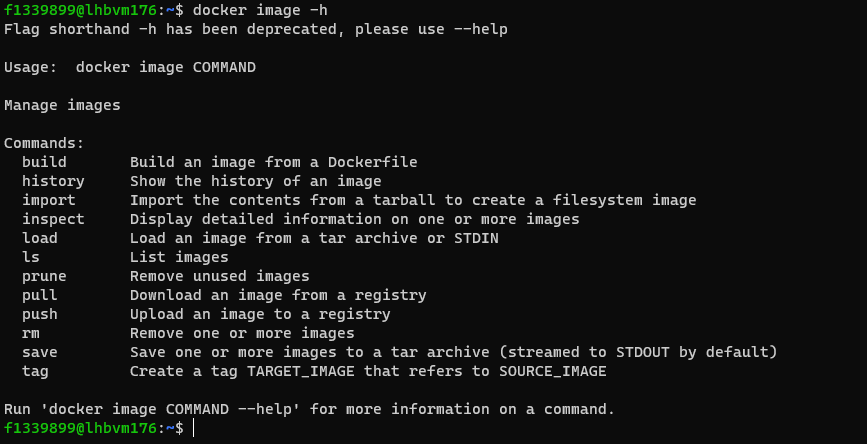 f1339899@lhbvm176:~$ docker image -h
Flag shorthand -h has been deprecated, please use --help
Usage:  docker image COMMAND
Manage images
Commands:
  build       Build an image from a Dockerfile
  history     Show the history of an image
  import      Import the contents from a tarball to create a filesystem image
  inspect     Display detailed information on one or more images
  load        Load an image from a tar archive or STDIN
  ls          List images
  prune       Remove unused images
  pull        Download an image from a registry
  push        Upload an image to a registry
  rm          Remove one or more images
  save        Save one or more images to a tar archive (streamed to STDOUT by default)
  tag         Create a tag TARGET_IMAGE that refers to SOURCE_IMAGE
Run 'docker image COMMAND --help' for more information on a command.
f1339899@lhbvm176:~$